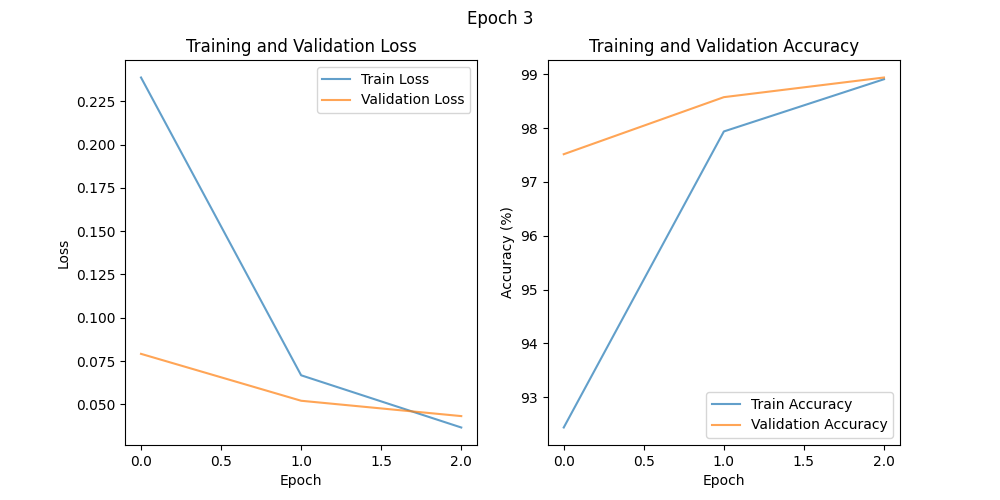 Epoch 3
Training and Validation Loss
Train Loss
Validation Loss
0.225
0.200
0.175
0.150
0.125
0.100
0.075
0.050
Loss
0.0 0.5 1.0 1.5 2.0
Epoch
Training and Validation Accuracy
99
98
97
96
95
94
93
Accuracy (%)
Train Accuracy
Validation Accuracy
0.0 0.5 1.0 1.5 2.0
Epoch